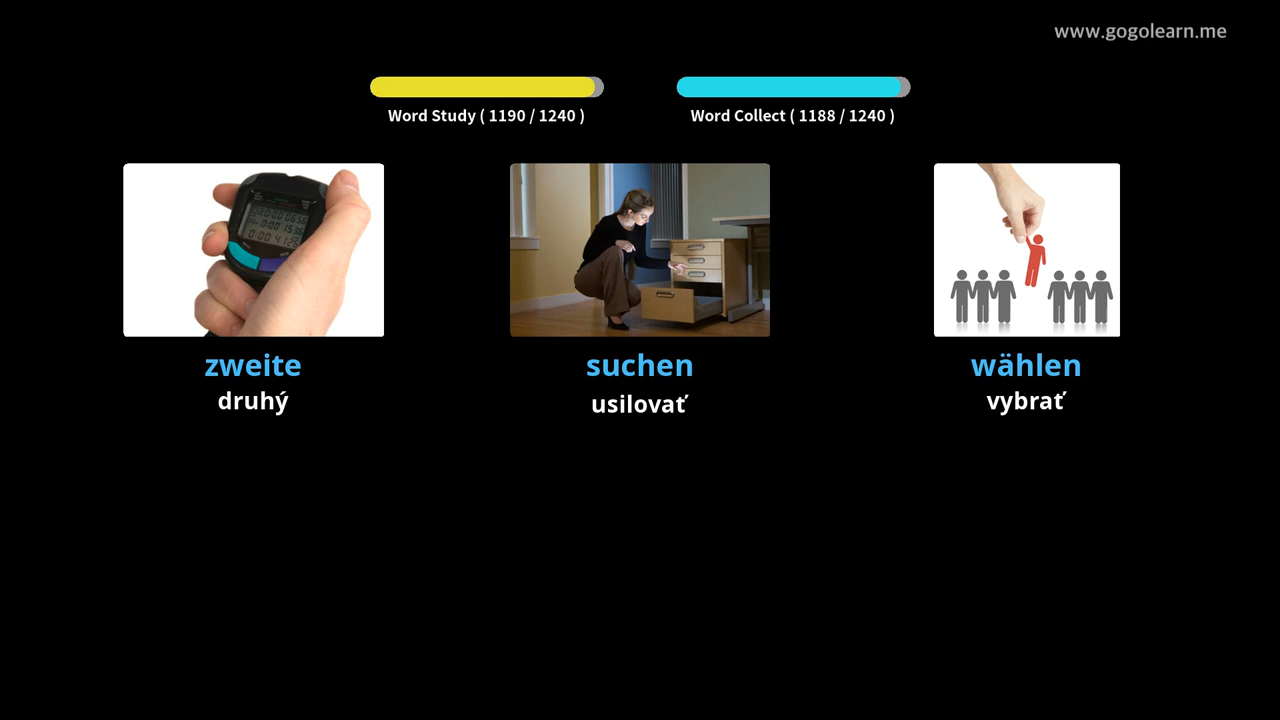 www.gogolearn.me
Word Study ( 1190 / 1240 )
Word Collect ( 1188 / 1240 )
zweite
druhý
suchen
usilovať
wählen
vybrať